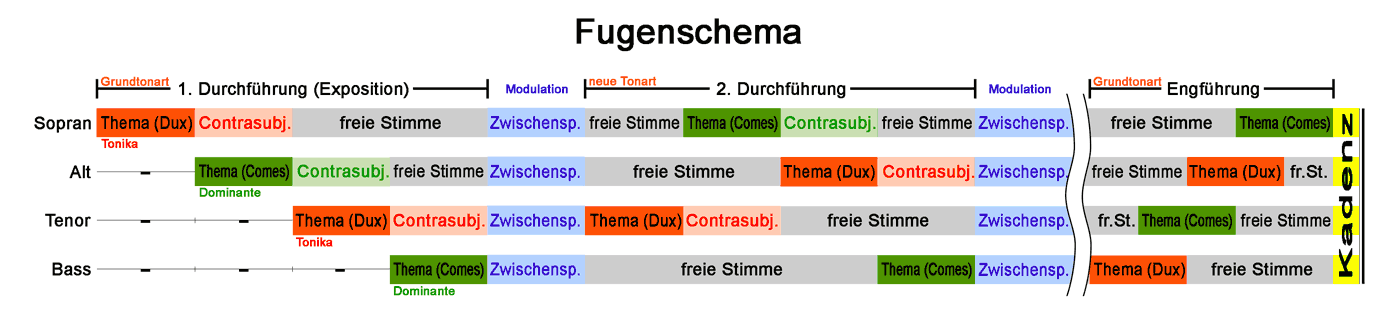 Fugenschema
Grundtonart 1. Durchführung (Exposition) Modulation neue Tonart 2. Durchführung Modulation Grundtonart Engführung
Sopran Thema (Dux) Contrasubj. freie Stimme Zwischensp. freie Stimme Thema (Comes) Contrasubj. freie Stimme Zwischensp. freie Stimme Thema (Comes)
Tonika
Alt - Thema (Comes) Contrasubj. freie Stimme Zwischensp. freie Stimme Thema (Dux) Contrasubj. Zwischensp. freie Stimme Thema (Dux) fr.St.
Dominante
Tenor - - Thema (Dux) Contrasubj. Zwischensp. Thema (Dux) Contrasubj. freie Stimme Zwischensp. fr.St. Thema (Comes) freie Stimme
Tonika
Bass - - - Thema (Comes) Zwischensp. freie Stimme Thema (Comes) Zwischensp. Thema (Dux) freie Stimme
Dominante
Kadenz